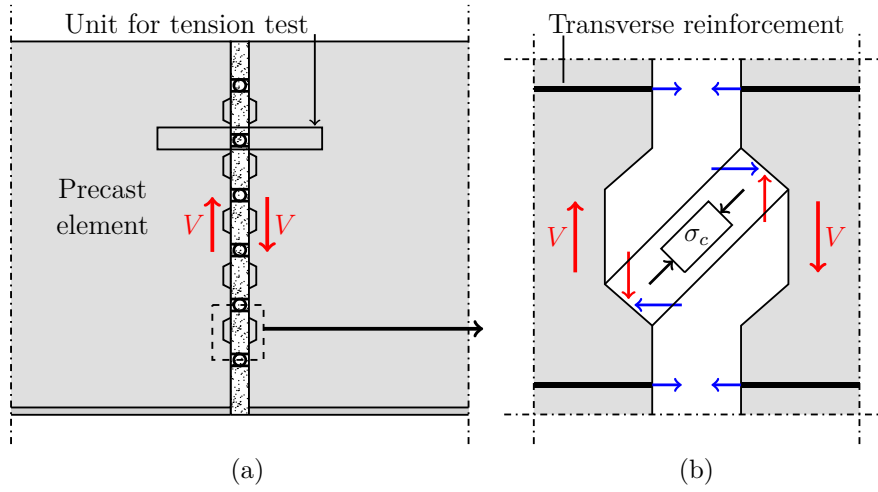 Unit for tension test
Precast
element
V
V
(a)
Transverse reinforcement
V
σc
V
(b)